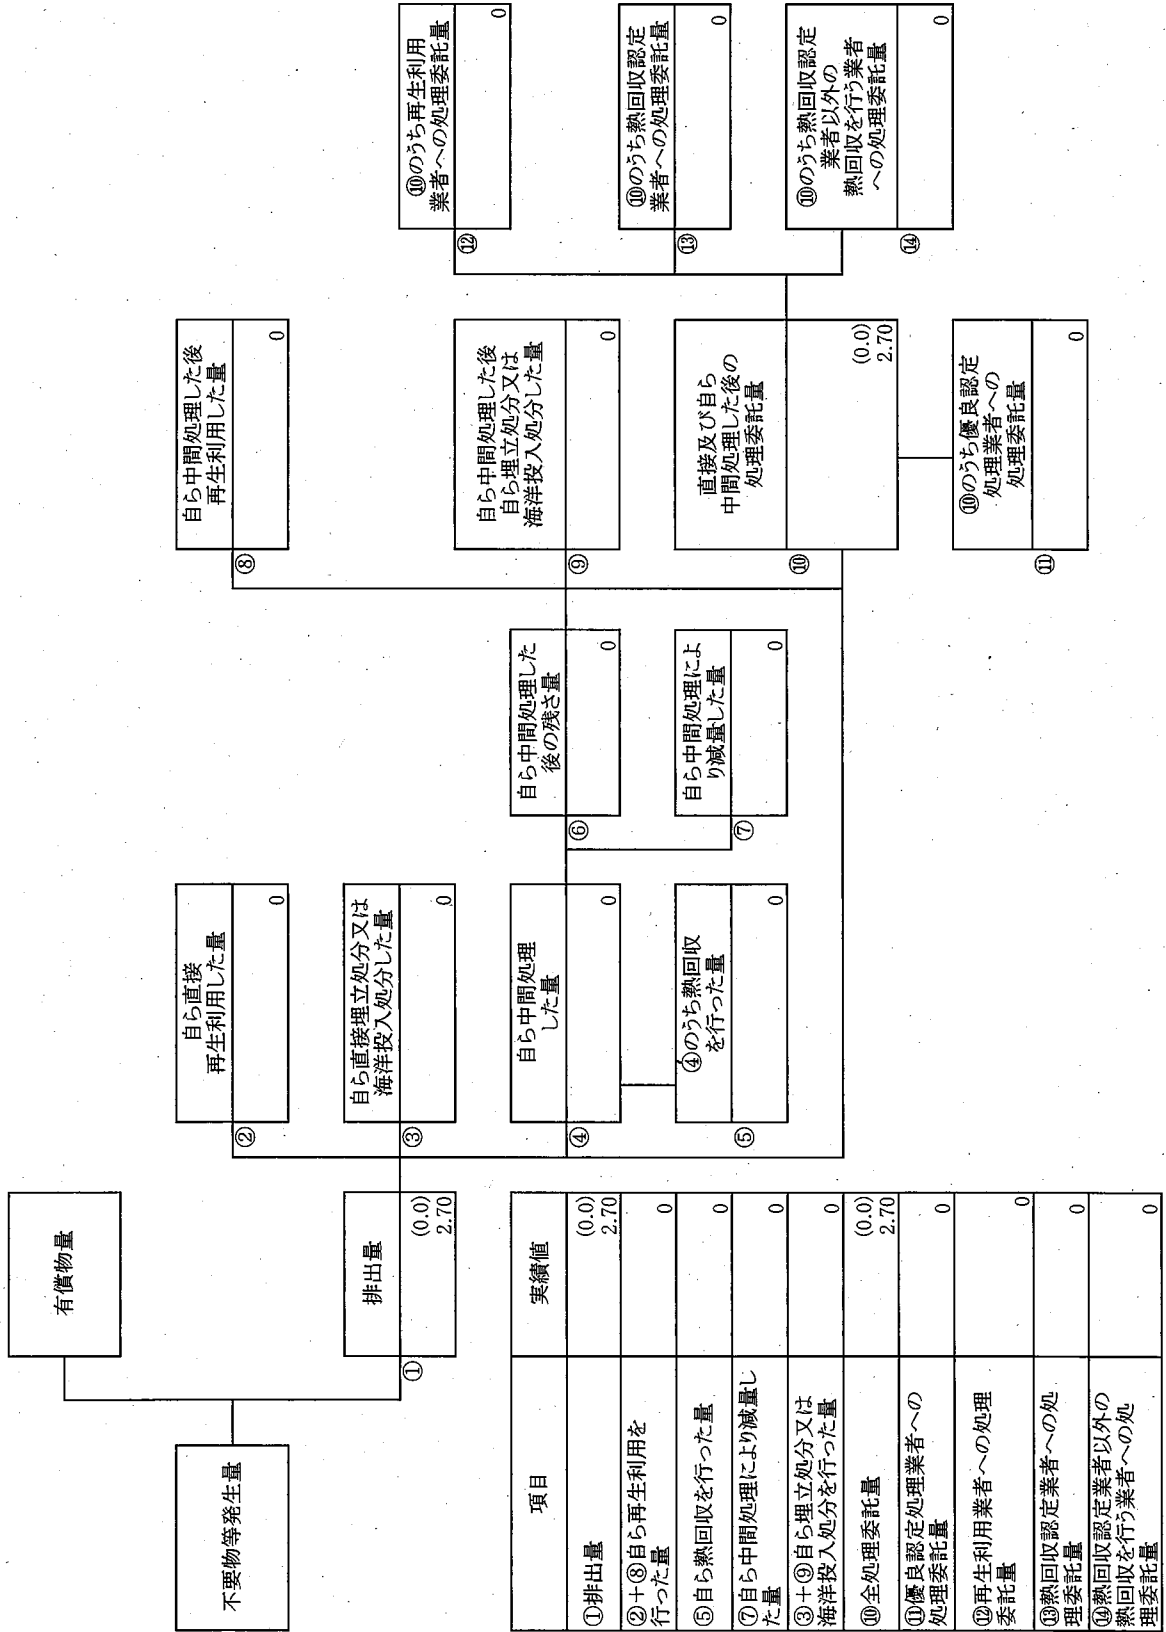 不要物等発生量
有償物量
排出量
①
(0.0)
2.70
②
自ら直接
再生利用した量
0
③
自ら直接埋立処分又は
海洋投入処分した量
0
④
自ら中間処理
した量
0
⑤
④のうち熱回収
を行った量
0
⑥
自ら中間処理した
後の残さ量
0
⑦
自ら中間処理によ
り減量した量
0
⑧
自ら中間処理した後
再生利用した量
0
⑨
自ら中間処理した後
自ら埋立処分又は
海洋投入処分した量
0
⑩
直接及び自ら
中間処理した後の
処理委託量
(0.0)
2.70
⑪
⑩のうち優良認定
処理業者への
処理委託量
0
⑫
⑩のうち再生利用
業者への処理委託量
0
⑬
⑩のうち熱回収認定
業者への処理委託量
0
⑭
⑩のうち熱回収認定
業者以外の
熱回収を行う業者
への処理委託量
0
項目 実績値
①排出量 (0.0)
2.70
②+⑧自ら再生利用を
行った量 0
⑤自ら熱回収を行った量 0
⑦自ら中間処理により減量し
た量 0
③+⑨自ら埋立処分又は
海洋投入処分を行った量 0
⑩全処理委託量 (0.0)
2.70
⑪優良認定処理業者への
処理委託量 0
⑫再生利用業者への処理
委託量 0
⑬熱回収認定業者への処
理委託量 0
⑭熱回収認定業者以外の
熱回収を行う業者への処
理委託量 0